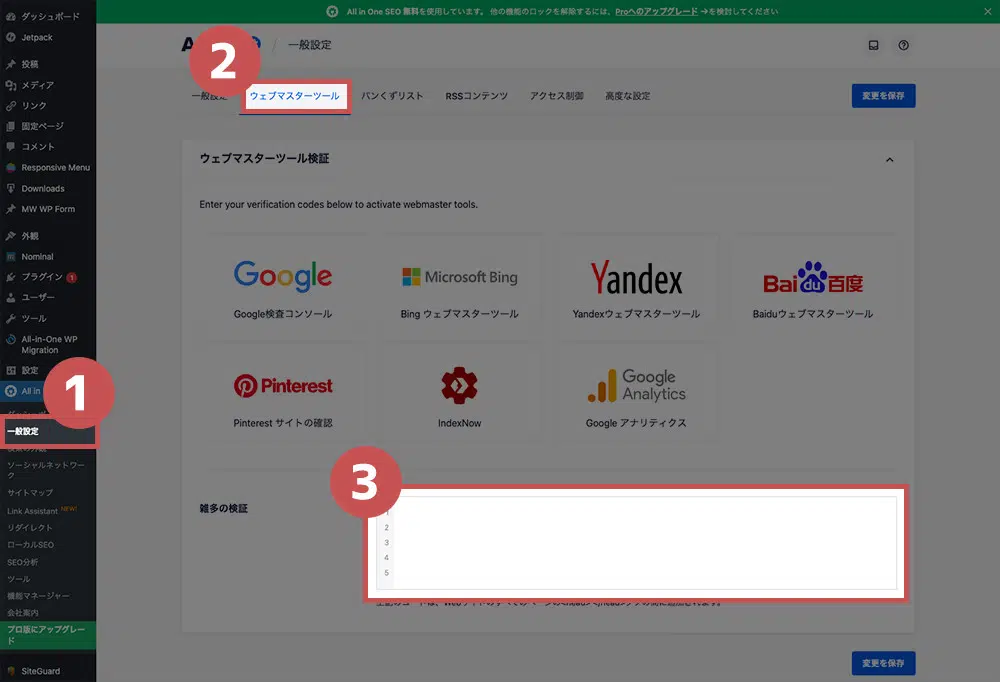 All in One SEO 無料を使用しています。 他の機能のロックを解除するには、Proへのアップグレード →を検討してください
ダッシュボード
Jetpack
投稿
メディア
リンク
固定ページ
コメント
Responsive Menu
Downloads
MW WP Form
外観
Nominal
プラグイン 1
ユーザー
ツール
All-in-One WP
Migration
設定
All in
1
一般設定
ソーシャルネットワー
ク
サイトマップ
Link Assistant NEW!
リダイレクト
ローカルSEO
SEO分析
ツール
機能マネージャー
会社案内
プロ版にアップグレー
ド
SiteGuard
2
/ 一般設定
一般設定
ウェブマスターツール
パンくずリスト
RSSコンテンツ
アクセス制御
高度な設定
変更を保存
ウェブマスターツール検証
Enter your verification codes below to activate webmaster tools.
Google
Google検査コンソール
Microsoft Bing
Bing ウェブマスターツール
Yandex
Yandexウェブマスターツール
Bai du 百度
Baiduウェブマスターツール
Pinterest
Pinterest サイトの確認
IndexNow
Google
Analytics
Google アナリティクス
3
雑多の検証
1
2
3
4
5
変更を保存